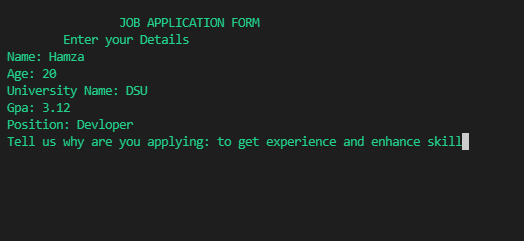 JOB APPLICATION FORM
Enter your Details
Name: Hamza
Age: 20
University Name: DSU
Gpa: 3.12
Position: Devloper
Tell us why are you applying: to get experience and enhance skill